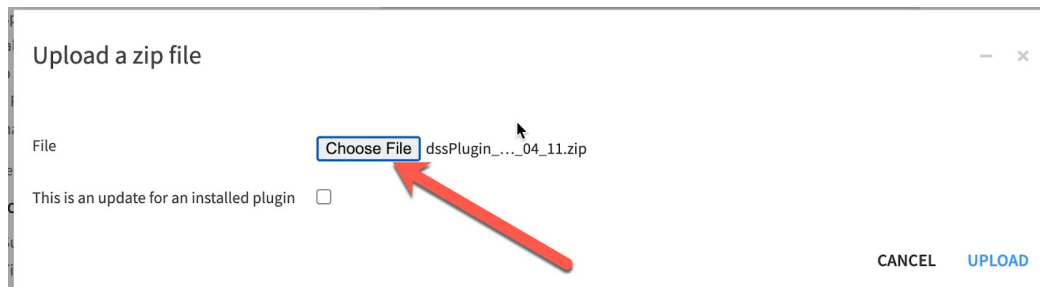 Upload a zip file
File
Choose File dssPlugin_..._04_11.zip
This is an update for an installed plugin
CANCEL UPLOAD